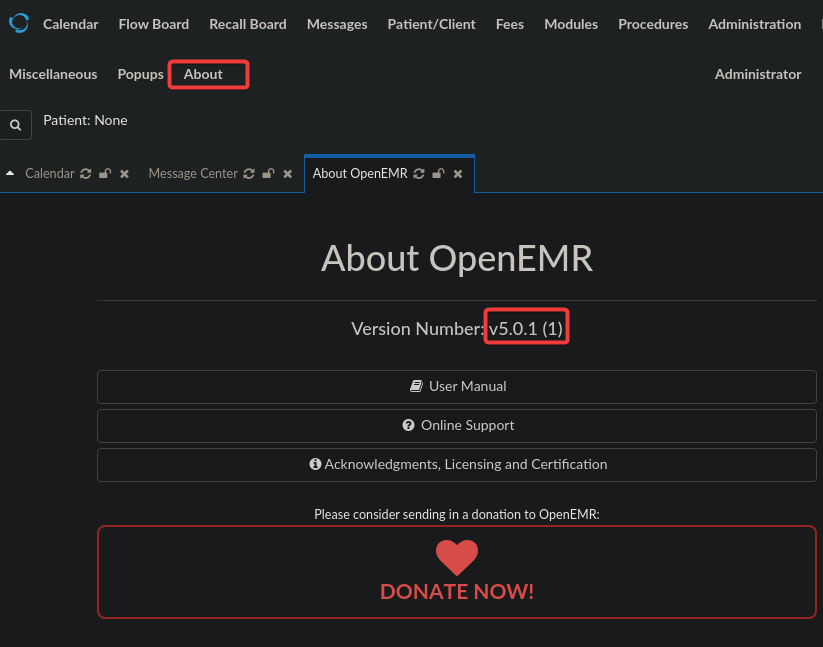 Calendar Flow Board Recall Board Messages Patient/Client Fees Modules Procedures Administration
Miscellaneous Popups About Administrator
Patient: None
Calendar Message Center About OpenEMR
About OpenEMR
Version Number: v5.0.1 (1)
User Manual
Online Support
Acknowledgments, Licensing and Certification
Please consider sending in a donation to OpenEMR:
DONATE NOW!